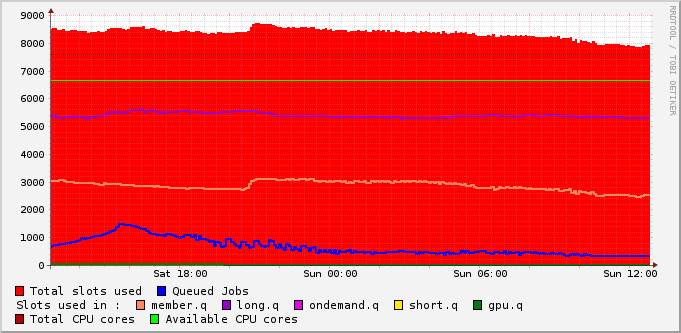 9000
8000
7000
6000
5000
4000
3000
2000
1000
0
Sat 18:00 Sun 00:00 Sun 06:00 Sun 12:00
Total slots used Queued Jobs
Slots used in : member.q long.q ondemand.q short.q gpu.q
Total CPU cores Available CPU cores
RRDTOOL / TOBI OETIKER